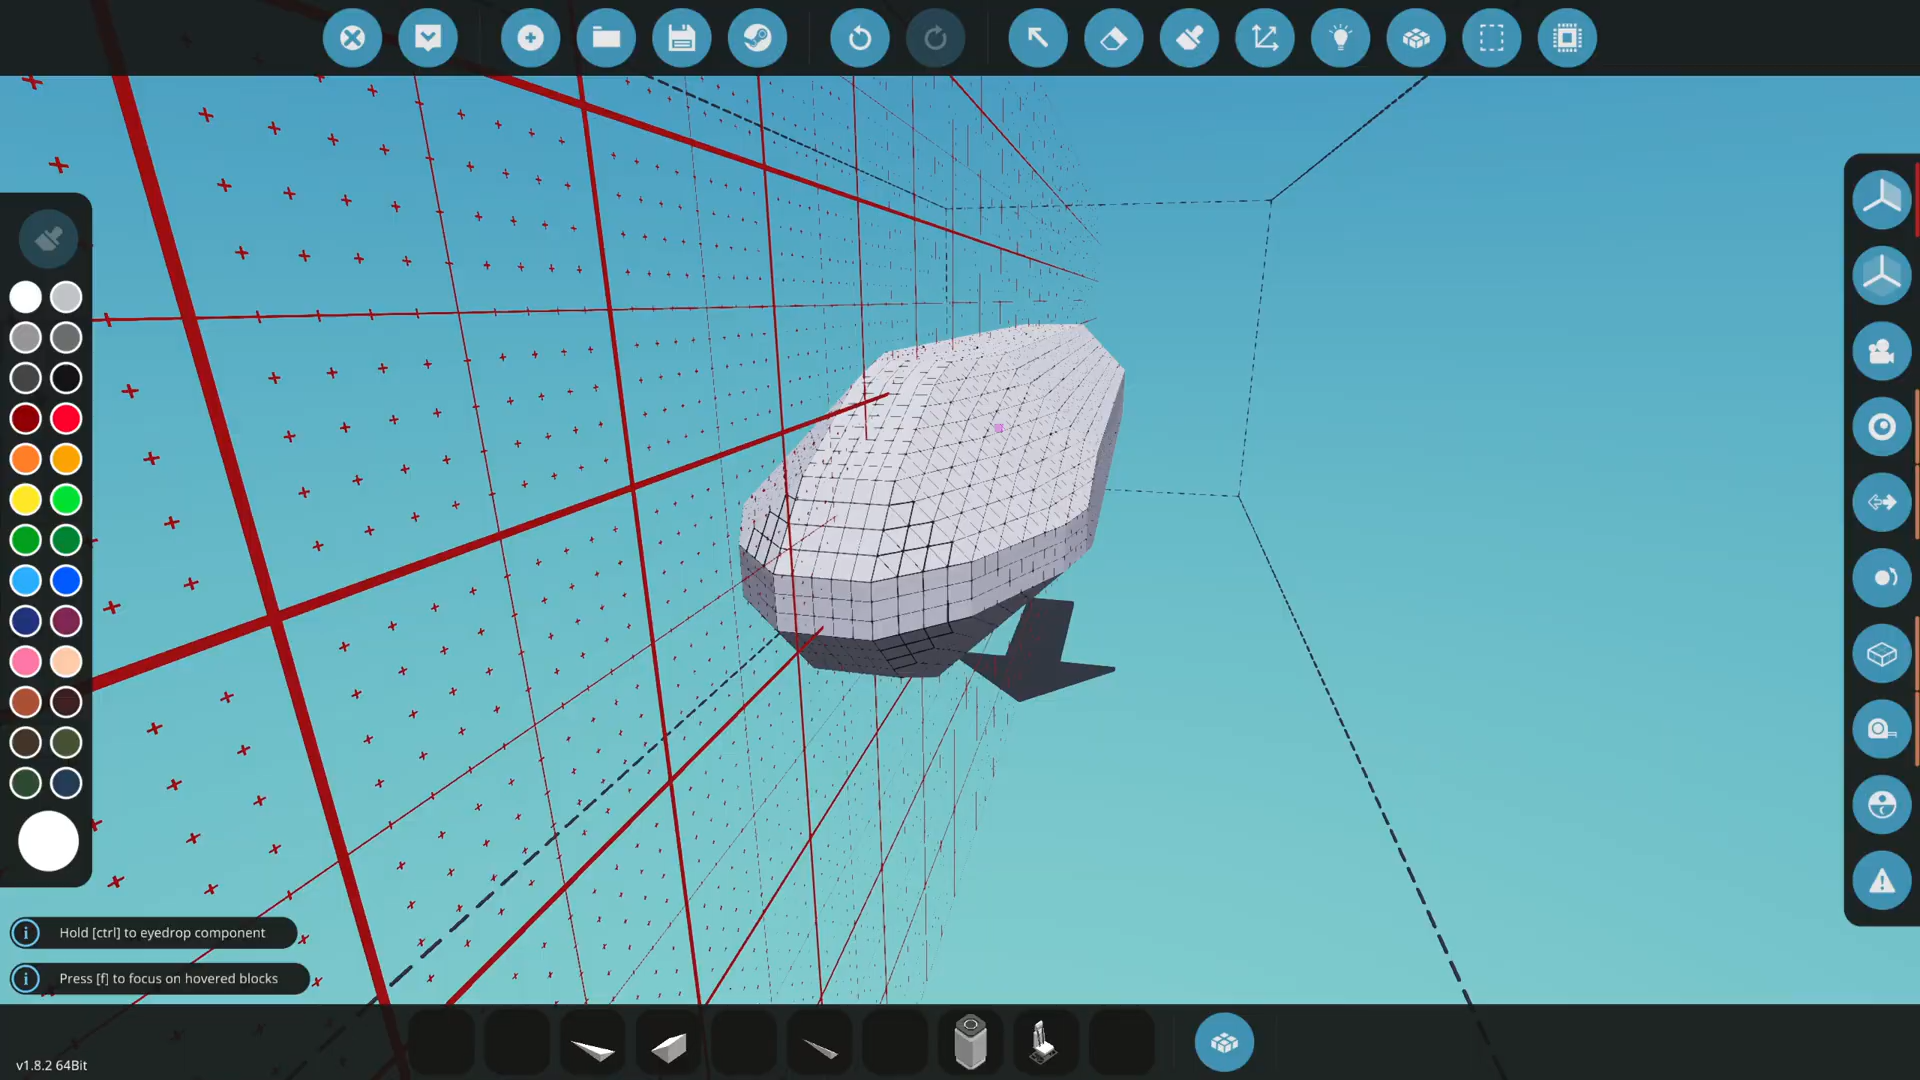 Hold [ctrl] to eyedrop component
Press [f] to focus on hovered blocks
v1.8.2 64Bit